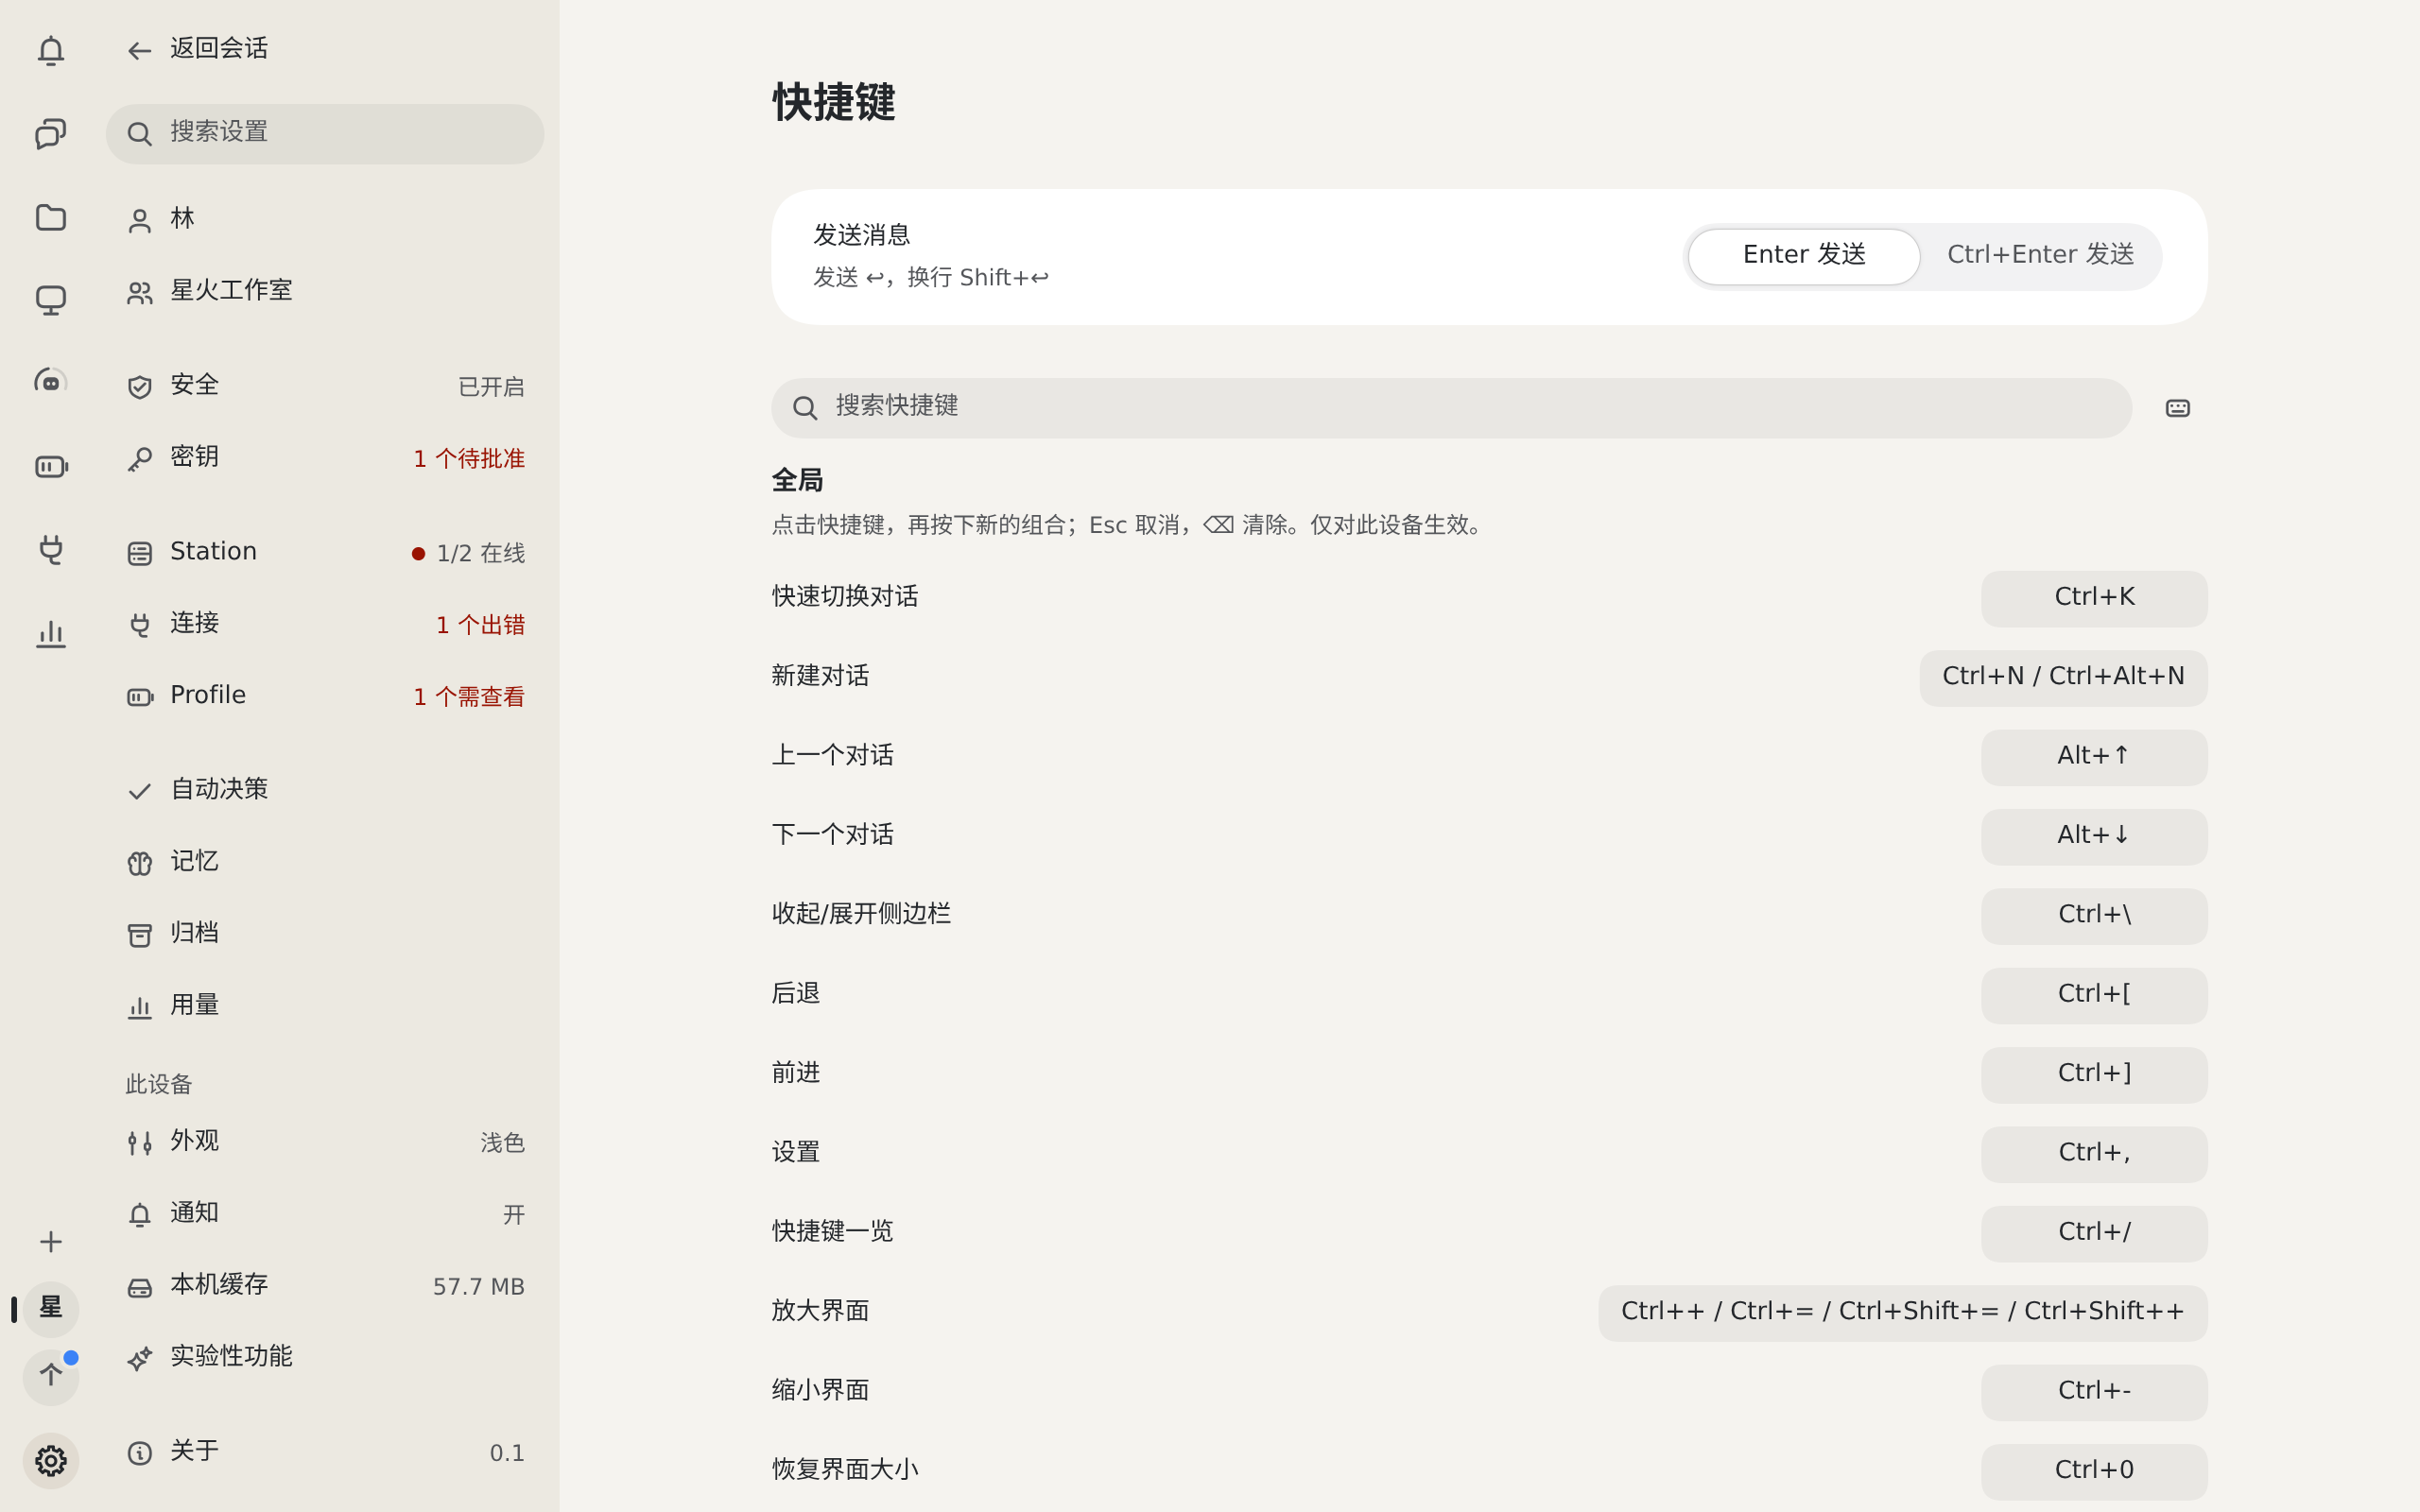 返回会话
搜索设置
林
星火工作室
安全 已开启
密钥 1 个待批准
Station 1/2 在线
连接 1 个出错
Profile 1 个需查看
自动决策
记忆
归档
用量
此设备
外观 浅色
通知 开
本机缓存 57.7 MB
实验性功能
关于 0.1
星
个
快捷键
发送消息
发送 ↩，换行 Shift+↩
Enter 发送 Ctrl+Enter 发送
搜索快捷键
全局
点击快捷键，再按下新的组合；Esc 取消，⌫ 清除。仅对此设备生效。
快速切换对话 Ctrl+K
新建对话 Ctrl+N / Ctrl+Alt+N
上一个对话 Alt+↑
下一个对话 Alt+↓
收起/展开侧边栏 Ctrl+\
后退 Ctrl+[
前进 Ctrl+]
设置 Ctrl+,
快捷键一览 Ctrl+/
放大界面 Ctrl++ / Ctrl+= / Ctrl+Shift+= / Ctrl+Shift++
缩小界面 Ctrl+-
恢复界面大小 Ctrl+0